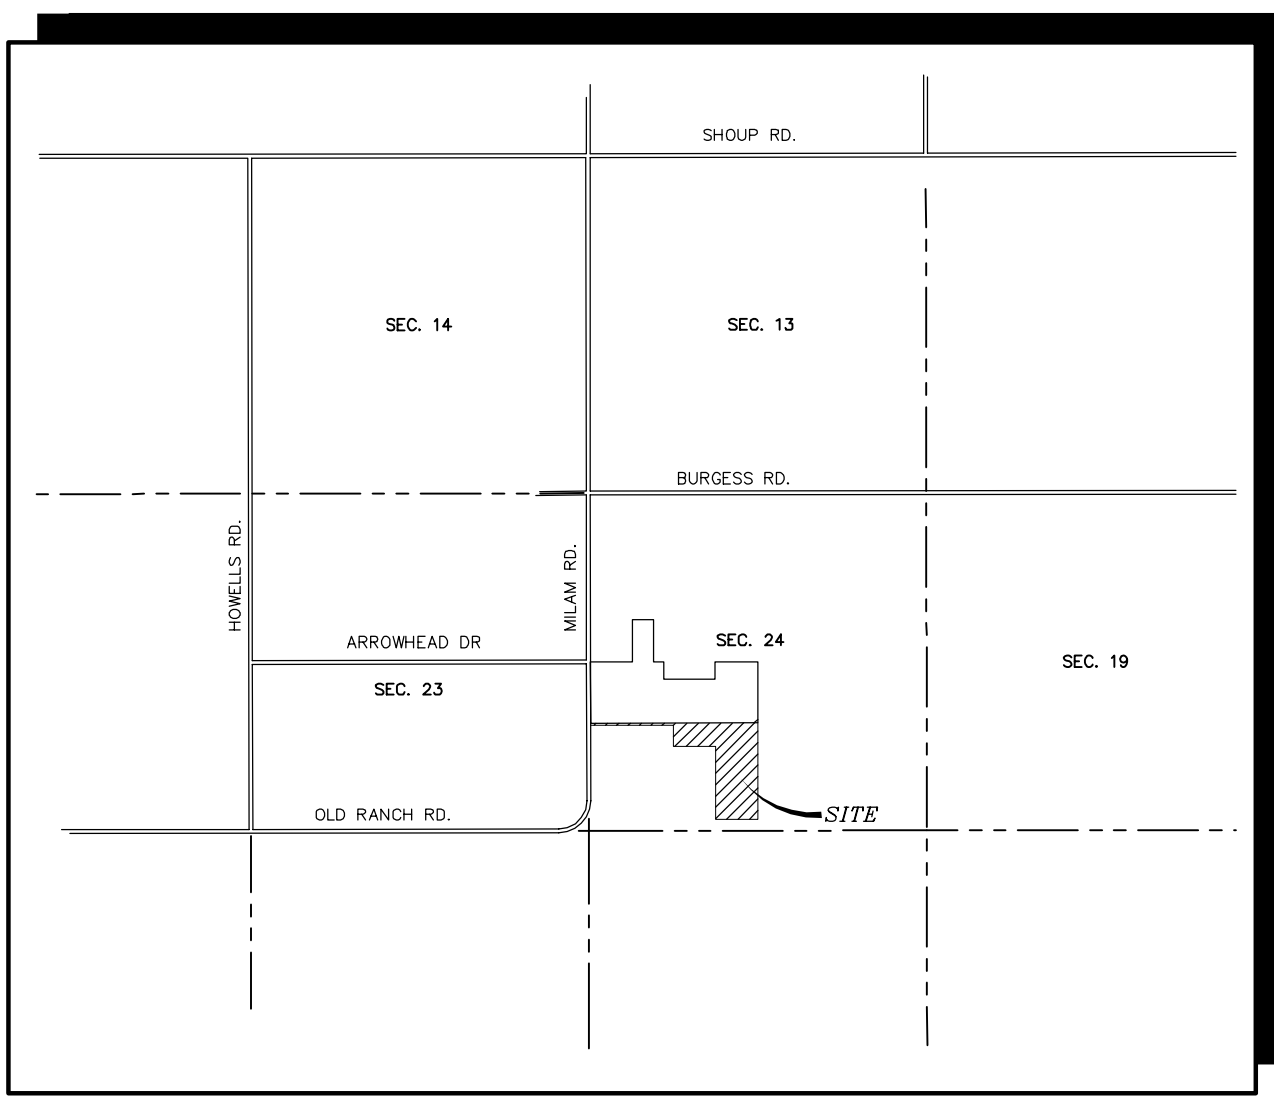 SHOUP RD.
SEC. 14
SEC. 13
BURGESS RD.
HOWELLS RD.
MILAM RD.
ARROWHEAD DR
SEC. 24
SEC. 19
SEC. 23
OLD RANCH RD.
SITE